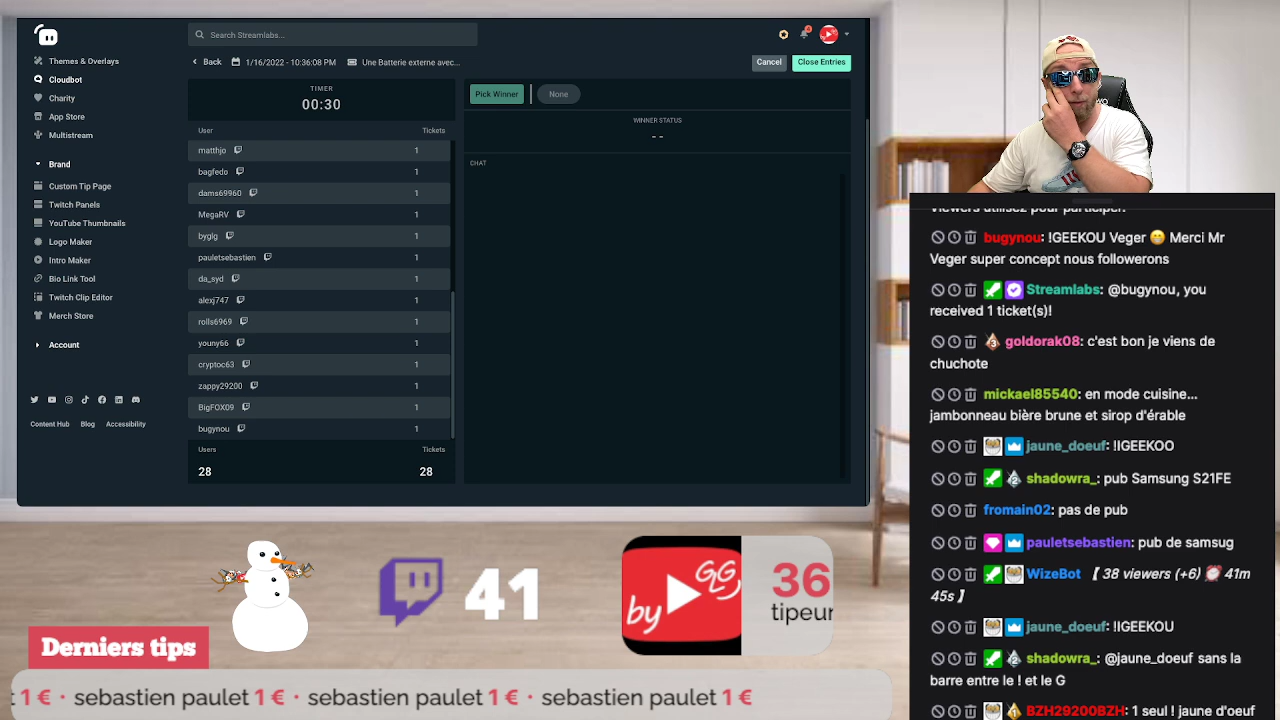 Search Streamlabs...
Themes & Overlays
Cloudbot
Charity
App Store
Multistream
Brand
Custom Tip Page
Twitch Panels
YouTube Thumbnails
Logo Maker
Intro Maker
Bio Link Tool
Twitch Clip Editor
Merch Store
Account
Content Hub Blog Accessibility
Back 1/16/2022 - 10:36:08 PM Une Batterie externe avec...
Cancel Close Entries
TIMER
00:30
User Tickets
matthjo 1
bagfedo 1
dams69960 1
MegaRV 1
byglg 1
pauletsebastien 1
da_syd 1
alexj747 1
rolls6969 1
youny66 1
cryptoc63 1
zappy29200 1
BigFOX09 1
bugynou 1
Users Tickets
28 28
Pick Winner None
WINNER STATUS
--
CHAT
viewers utilisez pour participer.
bugynou: !GEEKOU Veger 😁 Merci Mr
Veger super concept nous followerons
Streamlabs: @bugynou, you
received 1 ticket(s)!
goldorak08: c'est bon je viens de
chuchote
mickael85540: en mode cuisine...
jambonneau bière brune et sirop d'érable
jaune_doeuf: !IGEEKOO
shadowra_: pub Samsung S21FE
fromain02: pas de pub
pauletsebastien: pub de samsug
WizeBot 【 38 viewers (+6) ⏰ 41m
45s 】
jaune_doeuf: !IGEEKOU
shadowra_: @jaune_doeuf sans la
barre entre le ! et le G
BZH29200BZH: 1 seul ! jaune d'oeuf
41
by GLG
36
tipeur
Derniers tips
1 € · sebastien paulet 1 € · sebastien paulet 1 € · sebastien paulet 1 €